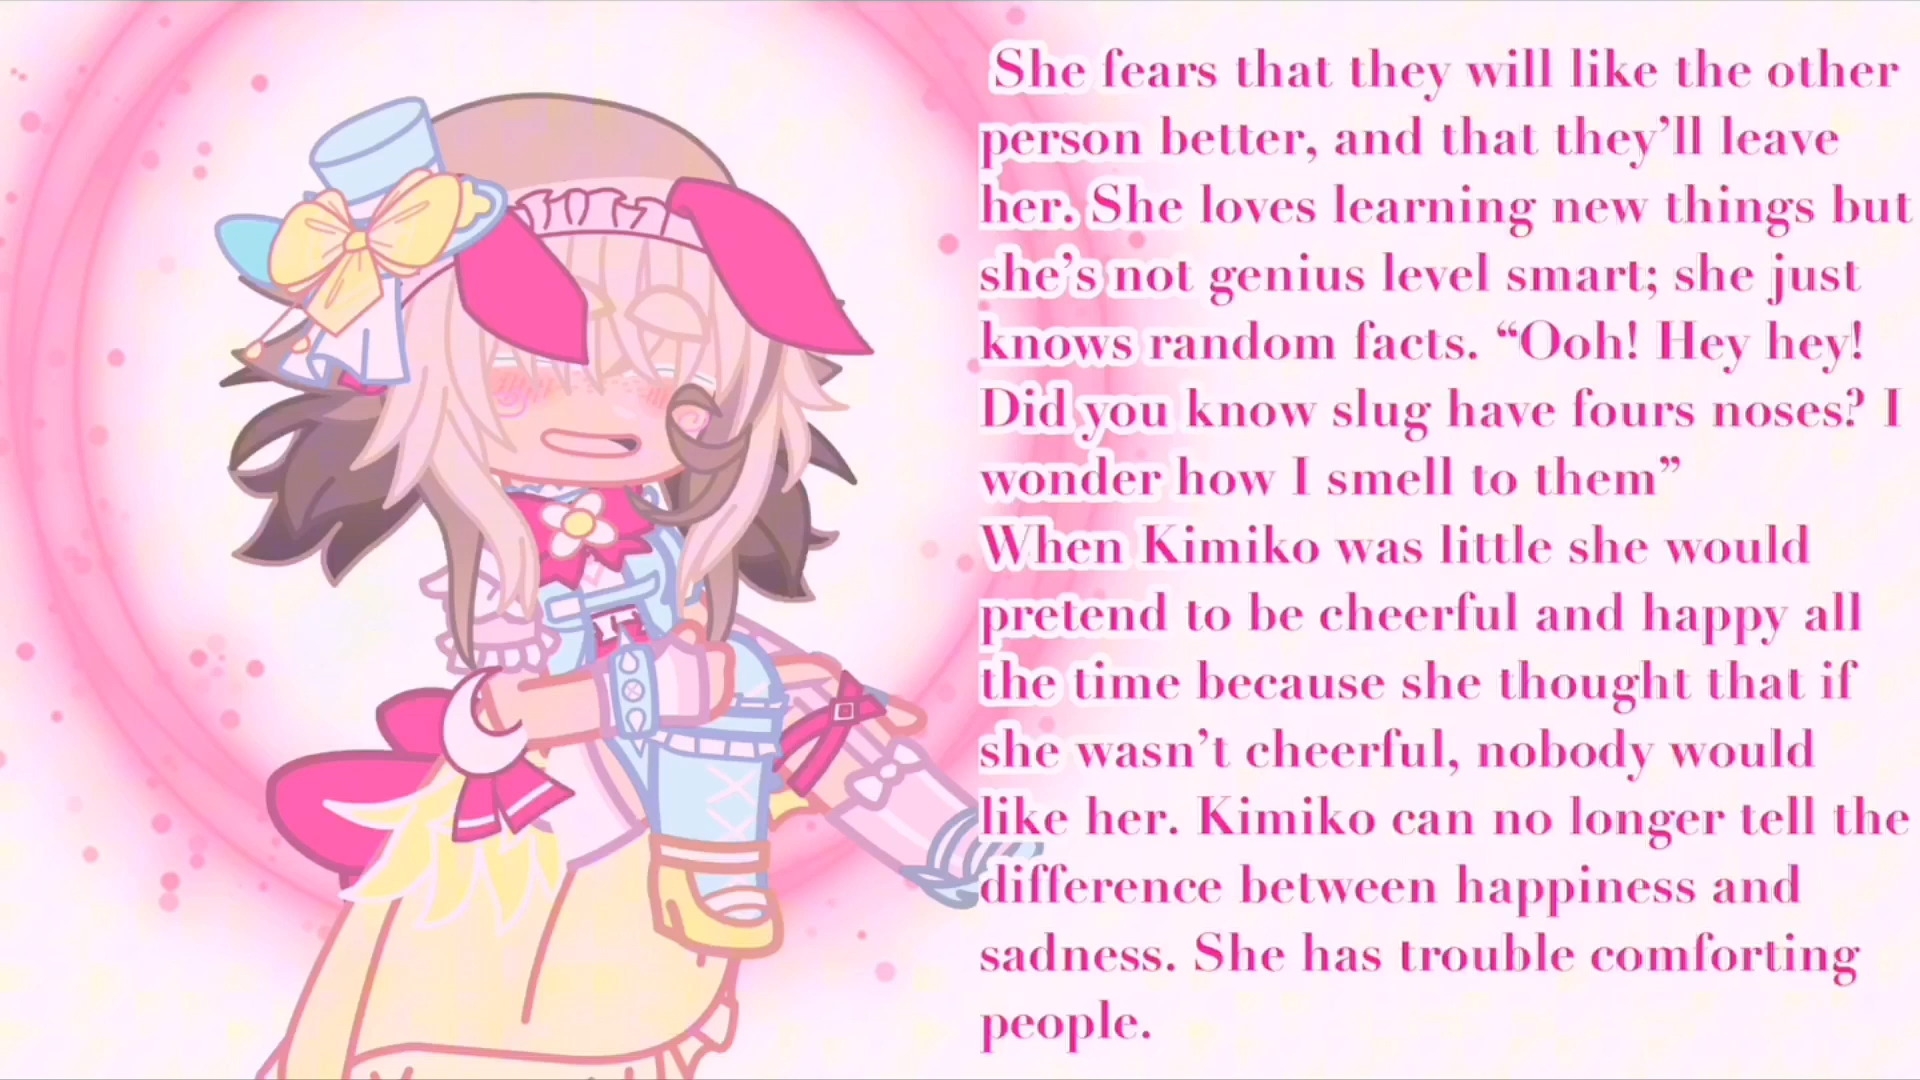 She fears that they will like the other
person better, and that they’ll leave
her. She loves learning new things but
she’s not genius level smart; she just
knows random facts. “Ooh! Hey hey!
Did you know slug have fours noses? I
wonder how I smell to them”
When Kimiko was little she would
pretend to be cheerful and happy all
the time because she thought that if
she wasn’t cheerful, nobody would
like her. Kimiko can no longer tell the
difference between happiness and
sadness. She has trouble comforting
people.